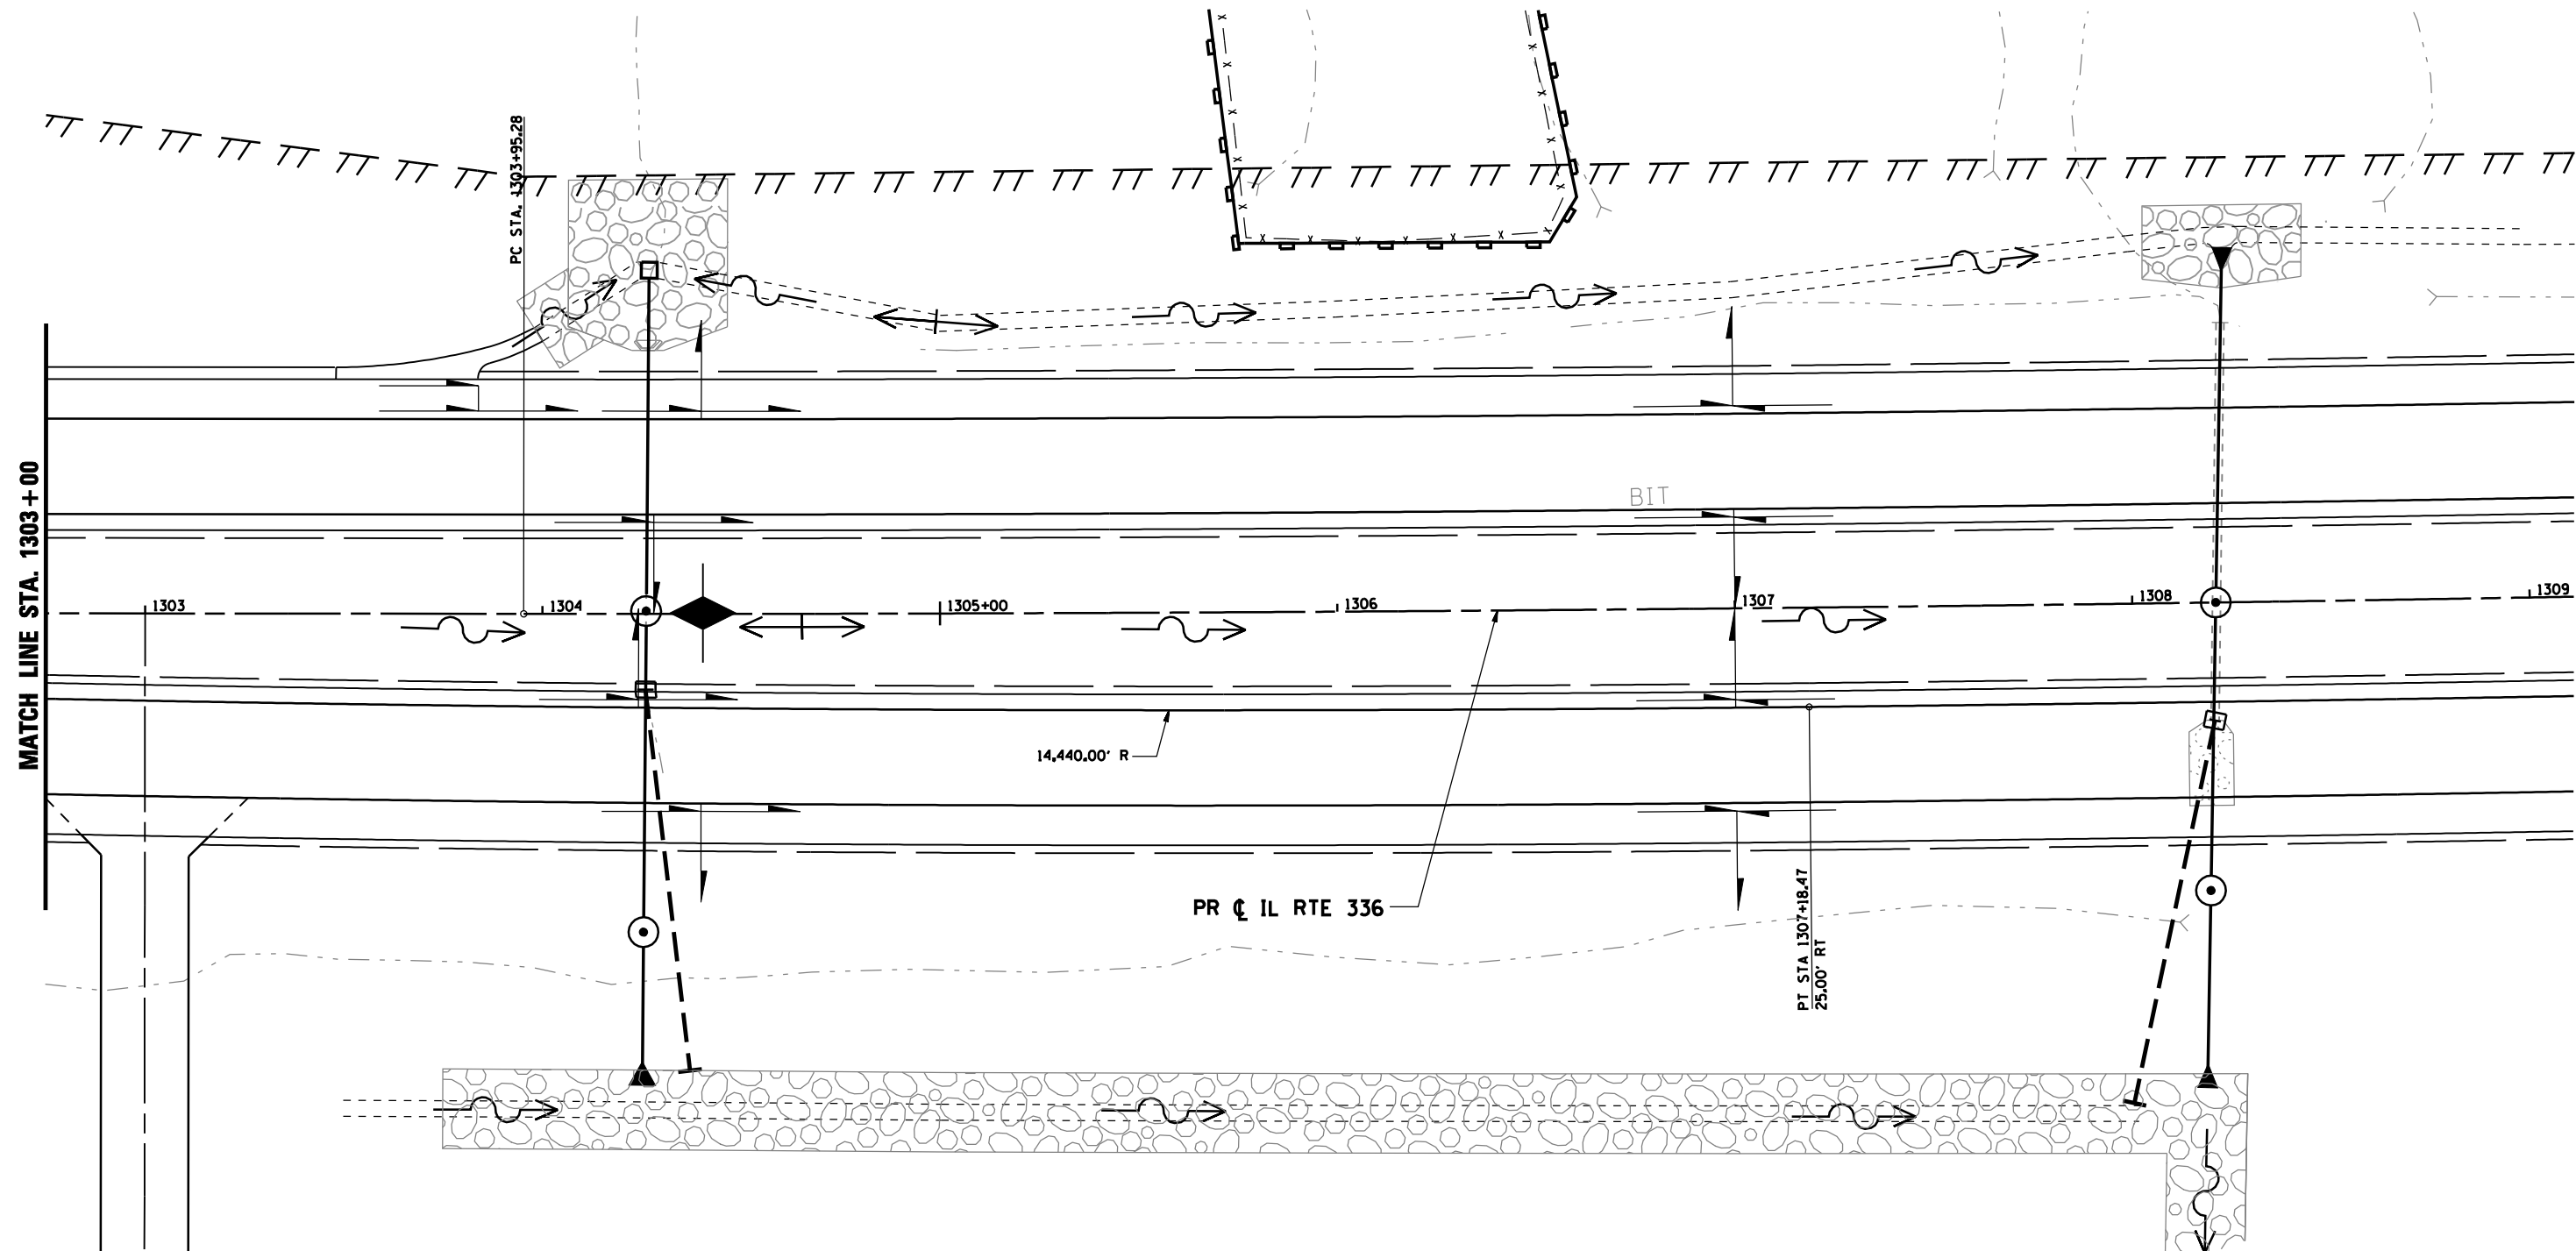 PC STA. 1303+95.28
MATCH LINE STA. 1303+00
BIT
1303
1304
1305+00
1306
1307
1308
1309
14,440.00' R
PR ℄ IL RTE 336
PT STA 1307+18.47
25.00' RT